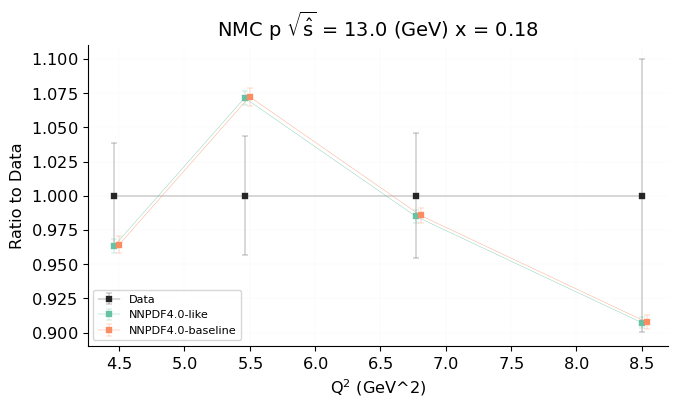 NMC p √ŝ = 13.0 (GeV) x = 0.18
Ratio to Data
1.100
1.075
1.050
1.025
1.000
0.975
0.950
0.925
0.900
Data
NNPDF4.0-like
NNPDF4.0-baseline
4.5 5.0 5.5 6.0 6.5 7.0 7.5 8.0 8.5
Q² (GeV^2)